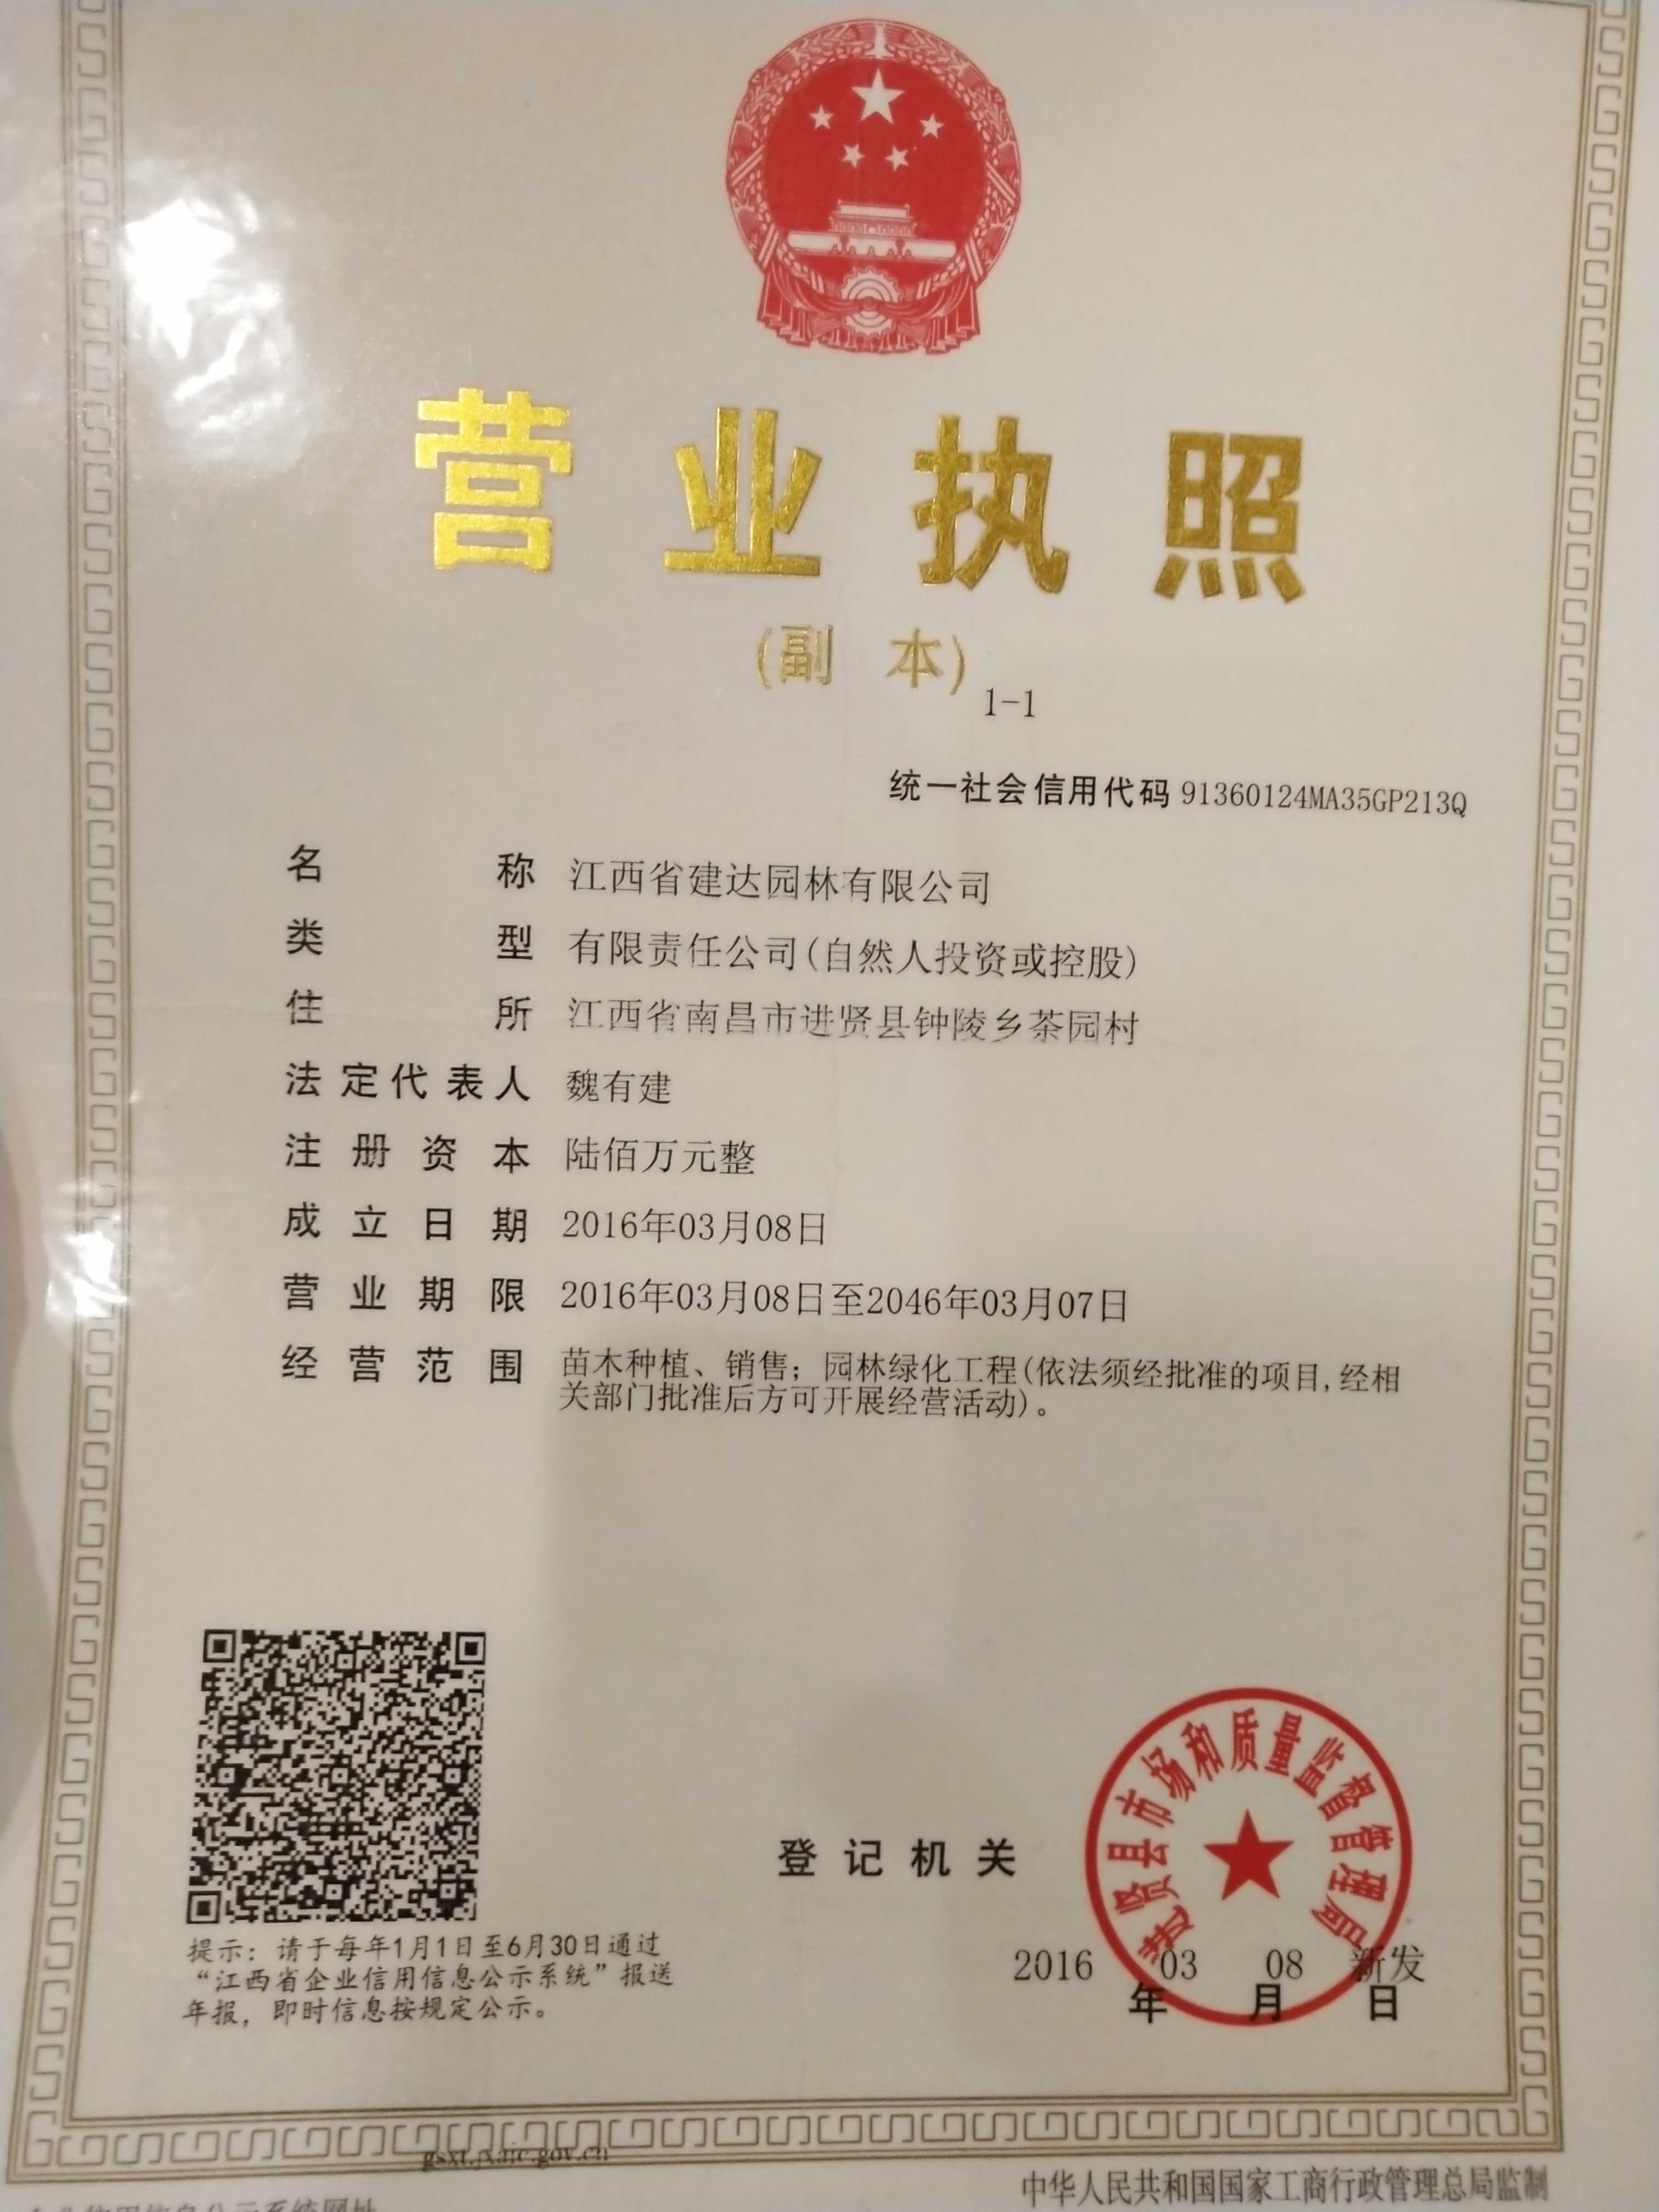 营业执照
(副 本)
1-1
统一社会信用代码 91360124MA35GP213Q
名 称 江西省建达园林有限公司
类 型 有限责任公司(自然人投资或控股)
住 所 江西省南昌市进贤县钟陵乡茶园村
法定代表人 魏有建
注册资本 陆佰万元整
成立日期 2016年03月08日
营业期限 2016年03月08日至2046年03月07日
经营范围 苗木种植、销售；园林绿化工程(依法须经批准的项目,经相
关部门批准后方可开展经营活动)。
登记机关
进贤县市场和质量监督管理局
2016 03 08 新发
年 月 日
提示：请于每年1月1日至6月30日通过
“江西省企业信用信息公示系统”报送
年报，即时信息按规定公示。
gsxt.jxaic.gov.cn
中华人民共和国国家工商行政管理总局监制